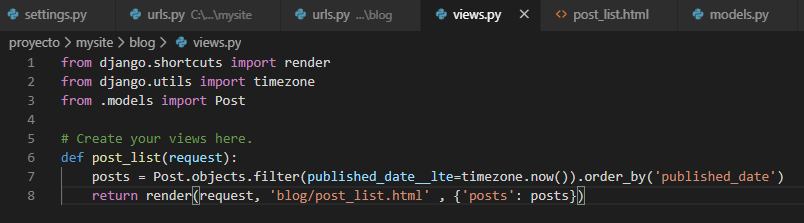 settings.py urls.py C:\...\mysite urls.py ...\blog views.py × <> post_list.html models.py
proyecto > mysite > blog > views.py
1 from django.shortcuts import render
2 from django.utils import timezone
3 from .models import Post
4
5 # Create your views here.
6 def post_list(request):
7     posts = Post.objects.filter(published_date__lte=timezone.now()).order_by('published_date')
8     return render(request, 'blog/post_list.html' , {'posts': posts})